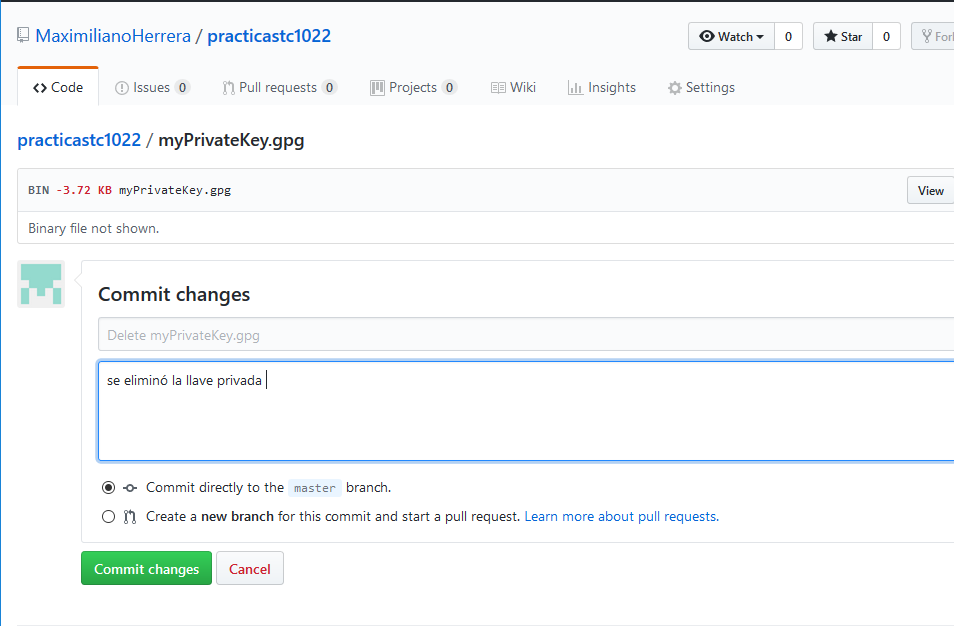 MaximilianoHerrera / practicastc1022
Watch 0 Star 0
Code Issues 0 Pull requests 0 Projects 0 Wiki Insights Settings
practicastc1022 / myPrivateKey.gpg
BIN -3.72 KB myPrivateKey.gpg View
Binary file not shown.
Commit changes
Delete myPrivateKey.gpg
se eliminó la llave privada
Commit directly to the master branch.
Create a new branch for this commit and start a pull request. Learn more about pull requests.
Commit changes Cancel